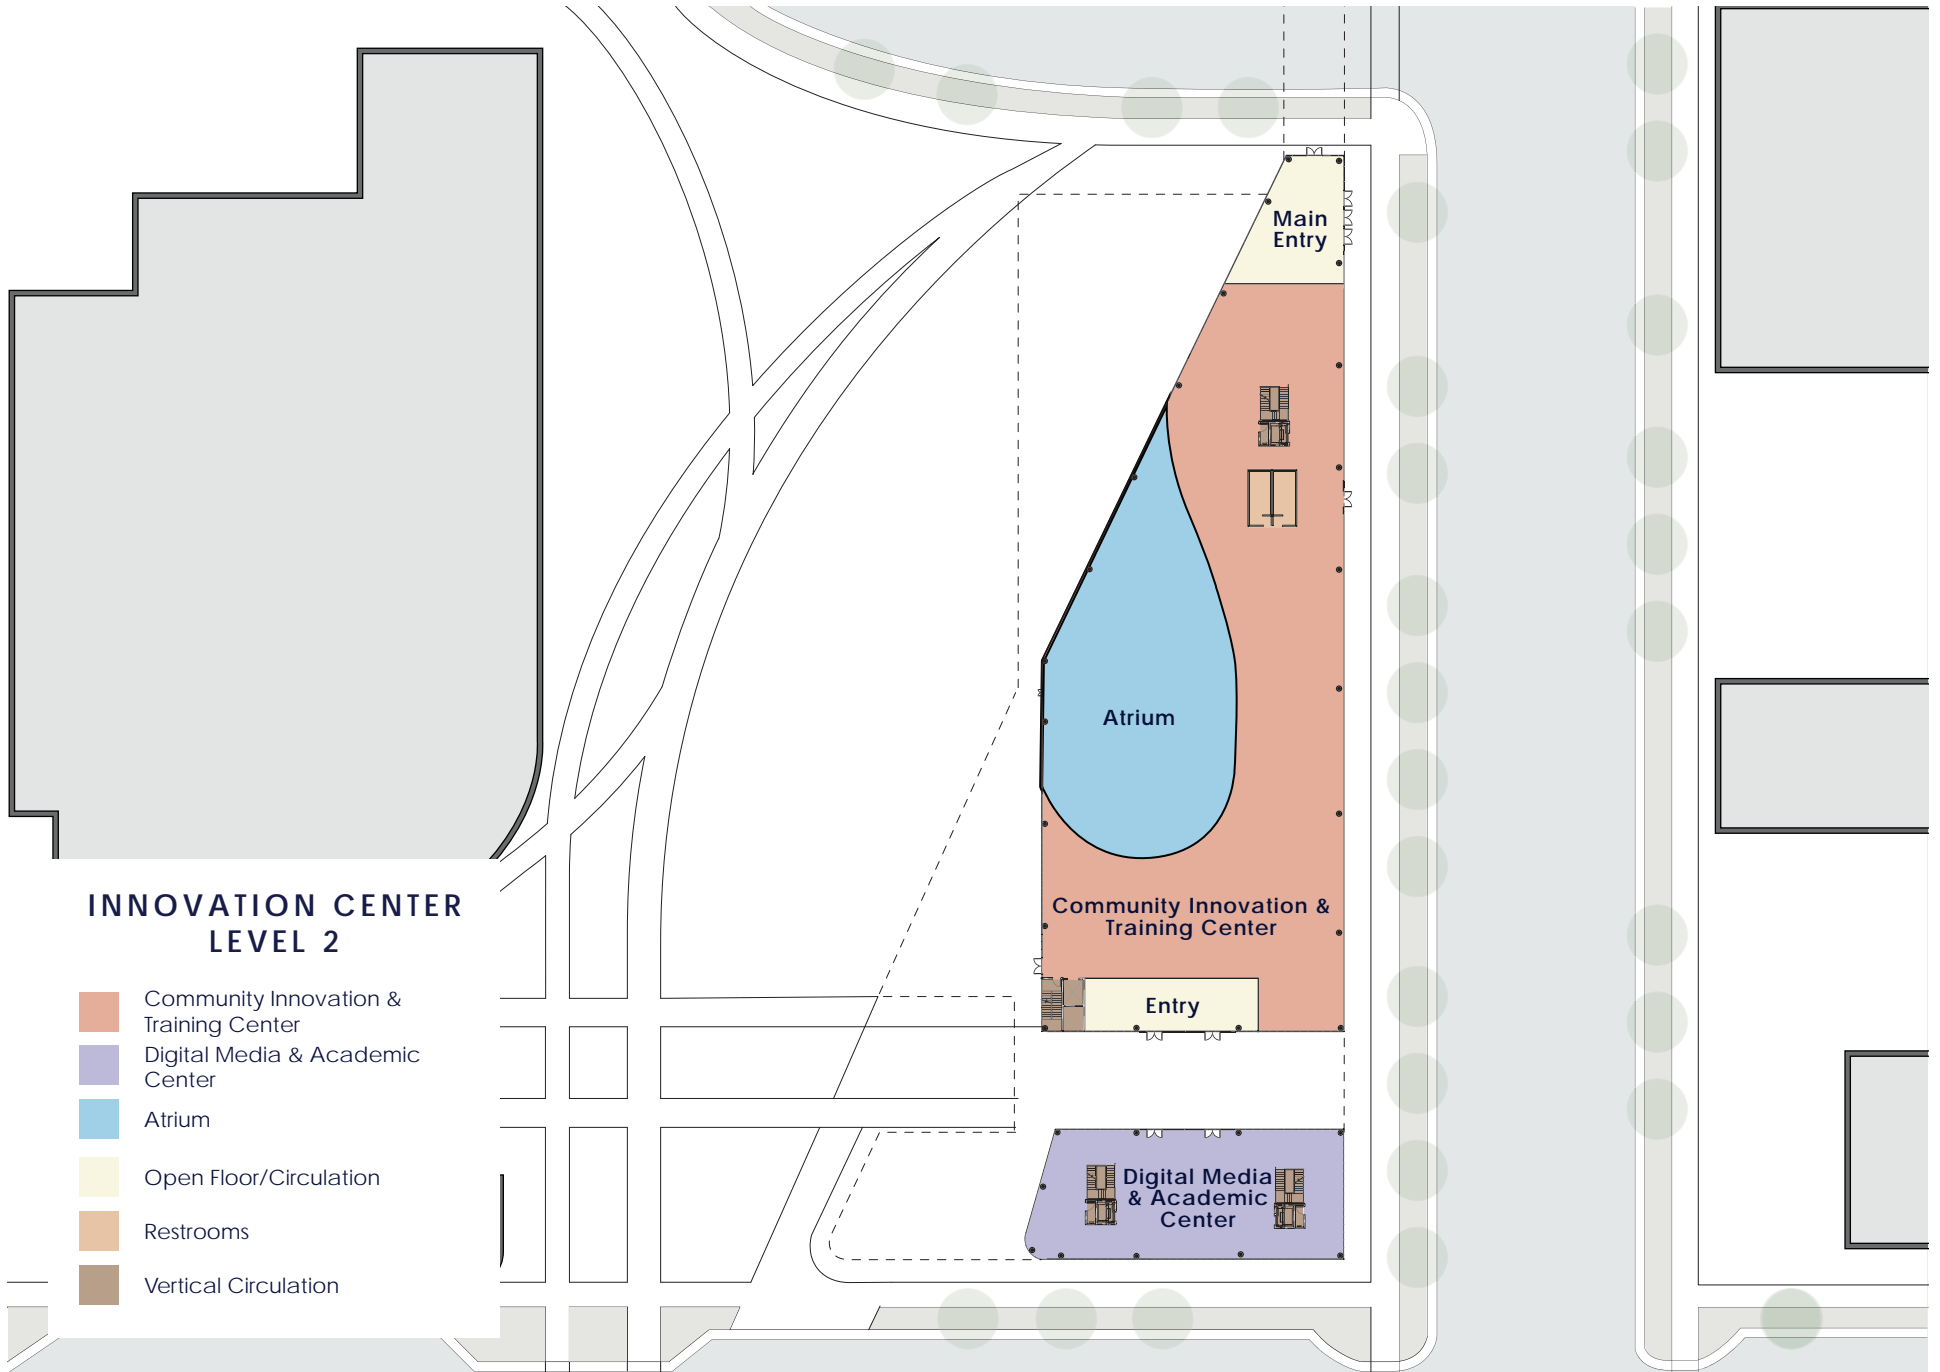 Main
Entry
Atrium
Community Innovation &
Training Center
Entry
Digital Media
& Academic
Center
INNOVATION CENTER
LEVEL 2
Community Innovation &
Training Center
Digital Media & Academic
Center
Atrium
Open Floor/Circulation
Restrooms
Vertical Circulation